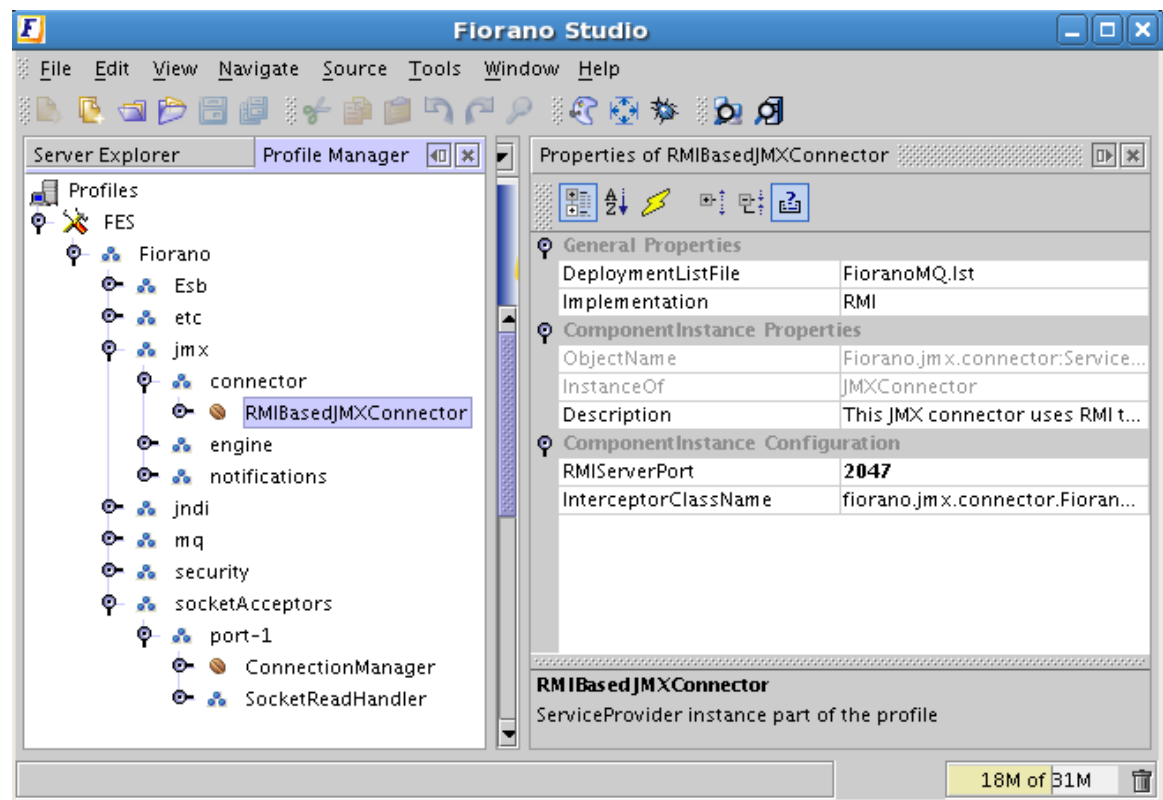 Fiorano Studio
File Edit View Navigate Source Tools Window Help
Server Explorer
Profile Manager
Profiles
FES
Fiorano
Esb
etc
jmx
connector
RMIBasedJMXConnector
engine
notifications
jndi
mq
security
socketAcceptors
port-1
ConnectionManager
SocketReadHandler
Properties of RMIBasedJMXConnector
General Properties
DeploymentListFile FioranoMQ.lst
Implementation RMI
ComponentInstance Properties
ObjectName Fiorano.jmx.connector:Service...
InstanceOf JMXConnector
Description This JMX connector uses RMI t...
ComponentInstance Configuration
RMIServerPort 2047
InterceptorClassName fiorano.jmx.connector.Fioran...
RMIBasedJMXConnector
ServiceProvider instance part of the profile
18M of 31M